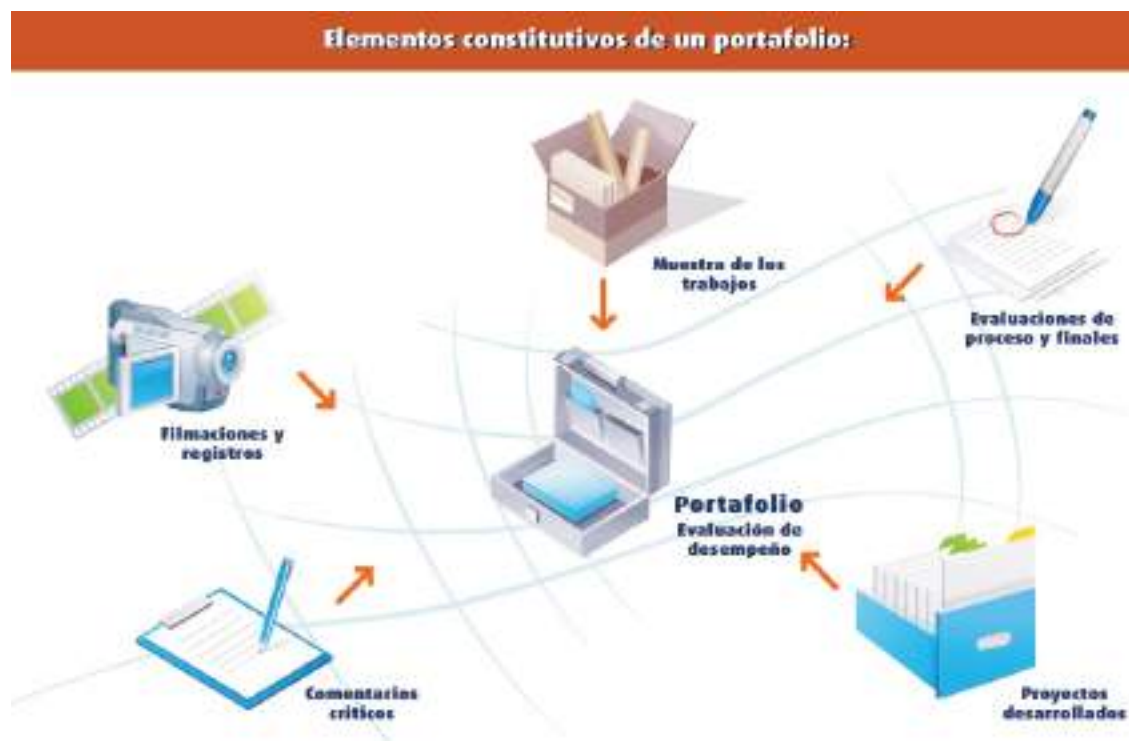 Elementos constitutivos de un portafolio:
Muestra de los
trabajos
Evaluaciones de
proceso y finales
Filmaciones y
registros
Portafolio
Evaluación de
desempeño
Comentarios
críticos
Proyectos
desarrollados